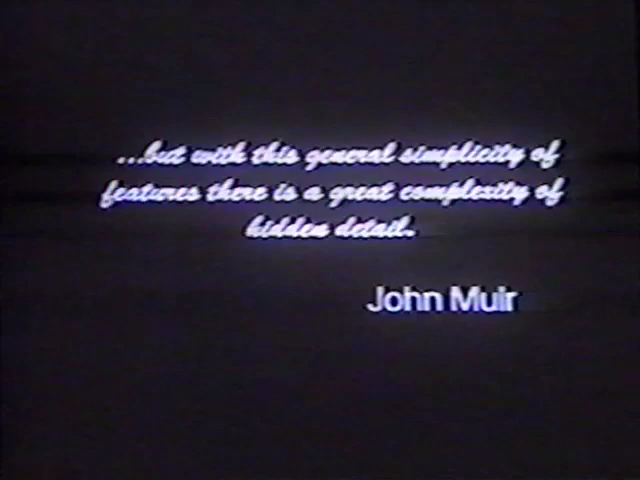 ...but with this general simplicity of
features there is a great complexity of
hidden detail.
John Muir